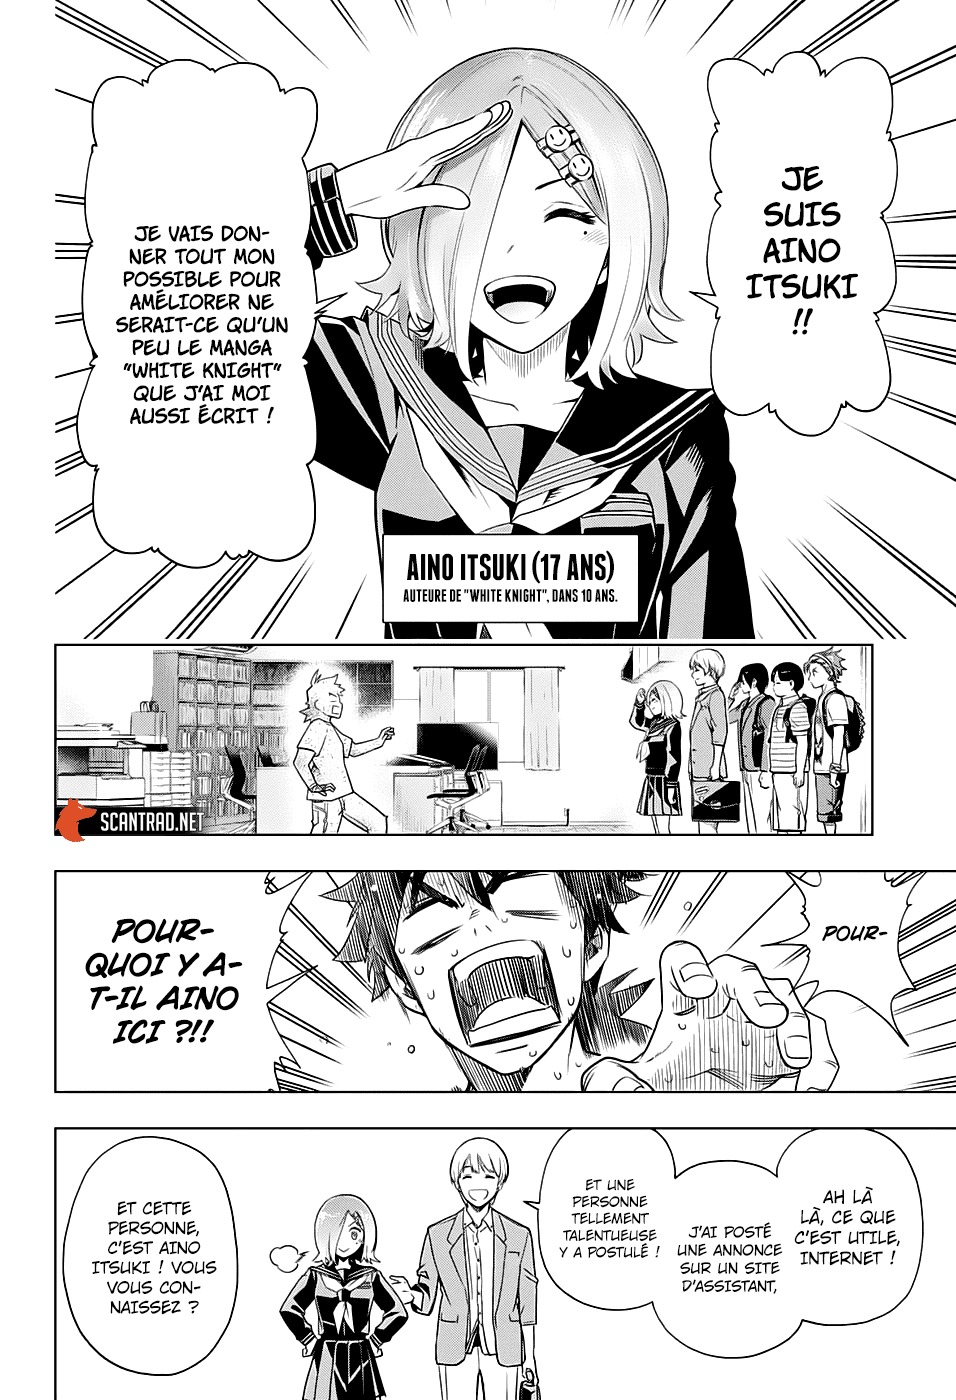 JE
SUIS
AINO
ITSUKI
!!
JE VAIS DON-
NER TOUT MON
POSSIBLE POUR
AMÉLIORER NE
SERAIT-CE QU'UN
PEU LE MANGA
"WHITE KNIGHT"
QUE J'AI MOI
AUSSI ÉCRIT !
AINO ITSUKI (17 ANS)
AUTEURE DE "WHITE KNIGHT", DANS 10 ANS.
SCANTRAD.NET
POUR-
POUR-
QUOI Y A-
T-IL AINO
ICI ?!!
AH LÀ
LÀ, CE QUE
C'EST UTILE,
INTERNET !
J'AI POSTÉ
UNE ANNONCE
SUR UN SITE
D'ASSISTANT,
ET UNE
PERSONNE
TELLEMENT
TALENTUEUSE
Y A POSTULÉ !
ET CETTE
PERSONNE,
C'EST AINO
ITSUKI ! VOUS
VOUS CON-
NAISSEZ ?